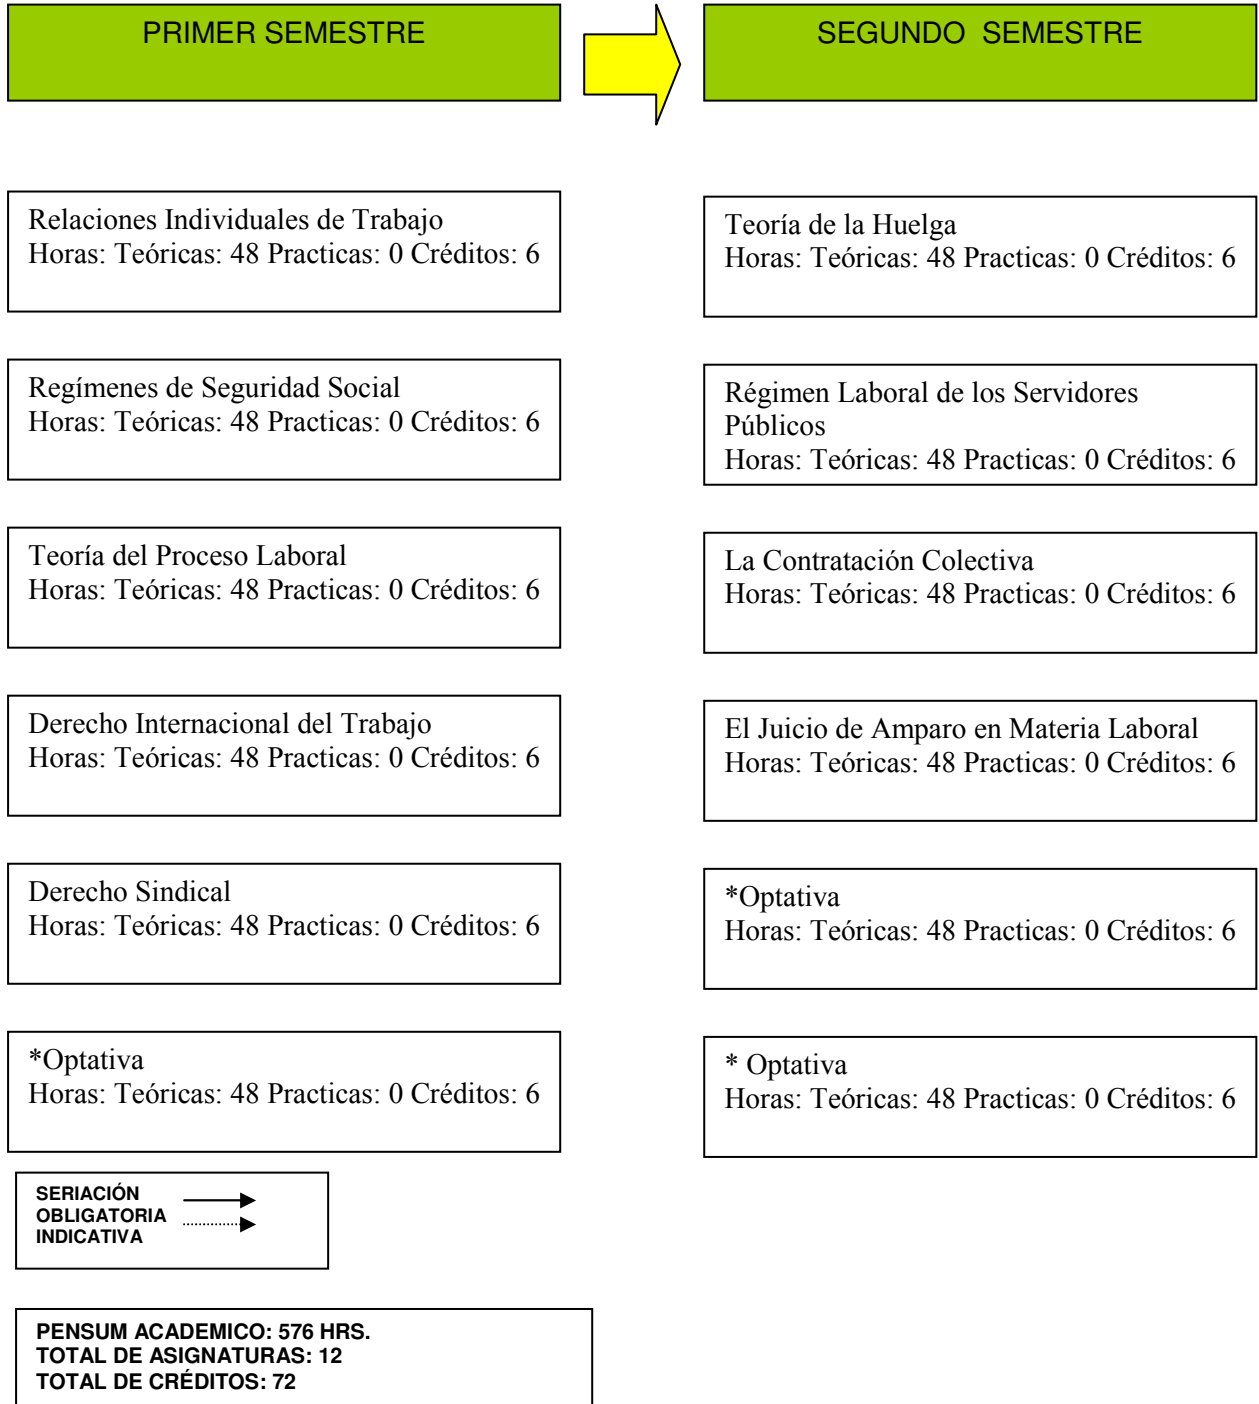 PRIMER SEMESTRE
SEGUNDO SEMESTRE
Relaciones Individuales de Trabajo
Horas: Teóricas: 48 Practicas: 0 Créditos: 6
Teoría de la Huelga
Horas: Teóricas: 48 Practicas: 0 Créditos: 6
Regímenes de Seguridad Social
Horas: Teóricas: 48 Practicas: 0 Créditos: 6
Régimen Laboral de los Servidores
Públicos
Horas: Teóricas: 48 Practicas: 0 Créditos: 6
Teoría del Proceso Laboral
Horas: Teóricas: 48 Practicas: 0 Créditos: 6
La Contratación Colectiva
Horas: Teóricas: 48 Practicas: 0 Créditos: 6
Derecho Internacional del Trabajo
Horas: Teóricas: 48 Practicas: 0 Créditos: 6
El Juicio de Amparo en Materia Laboral
Horas: Teóricas: 48 Practicas: 0 Créditos: 6
Derecho Sindical
Horas: Teóricas: 48 Practicas: 0 Créditos: 6
*Optativa
Horas: Teóricas: 48 Practicas: 0 Créditos: 6
*Optativa
Horas: Teóricas: 48 Practicas: 0 Créditos: 6
* Optativa
Horas: Teóricas: 48 Practicas: 0 Créditos: 6
SERIACIÓN
OBLIGATORIA
INDICATIVA
PENSUM ACADEMICO: 576 HRS.
TOTAL DE ASIGNATURAS: 12
TOTAL DE CRÉDITOS: 72